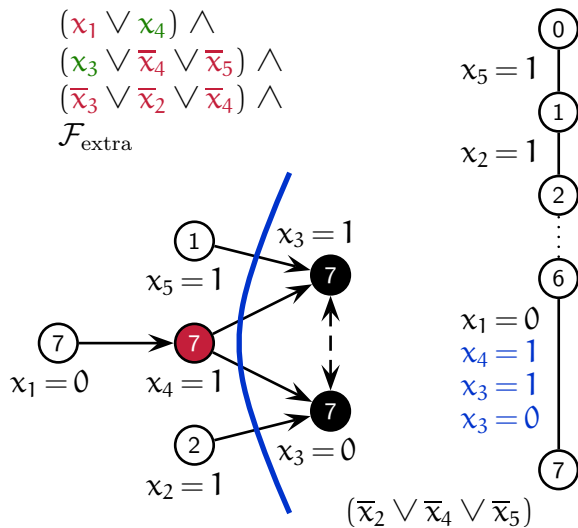 (x₁ ∨ x₄) ∧
(x₃ ∨ x̅₄ ∨ x̅₅) ∧
(x̅₃ ∨ x̅₂ ∨ x̅₄) ∧
ℱextra
0
x₅ = 1
1
x₂ = 1
2
6
x₁ = 0
x₄ = 1
x₃ = 1
x₃ = 0
7
1
x₅ = 1
x₃ = 1
7
7
x₁ = 0
7
x₄ = 1
7
x₃ = 0
2
x₂ = 1
(x̅₂ ∨ x̅₄ ∨ x̅₅)